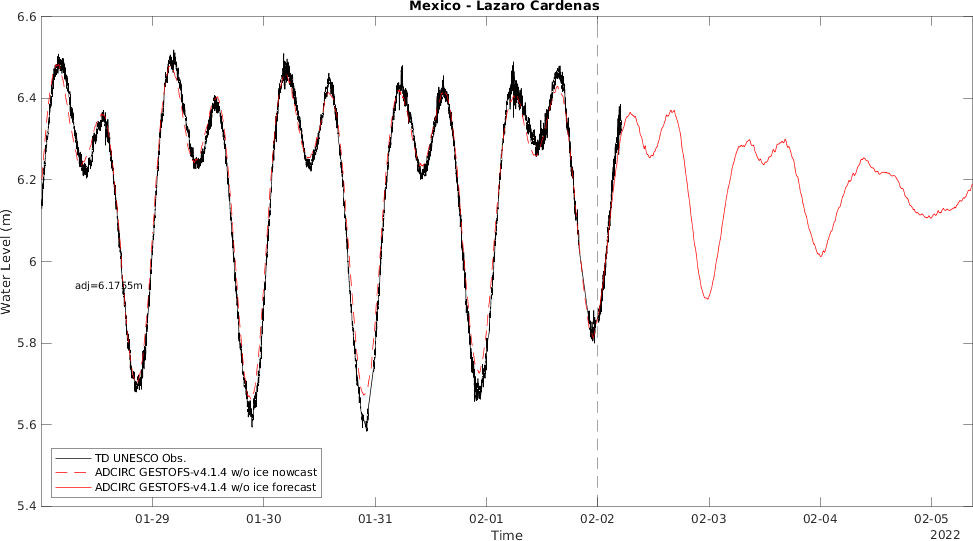 Mexico - Lazaro Cardenas
6.6
6.4
6.2
6
5.8
5.6
5.4
Water Level (m)
adj=6.1765m
TD UNESCO Obs.
ADCIRC GESTOFS-v4.1.4 w/o ice nowcast
ADCIRC GESTOFS-v4.1.4 w/o ice forecast
01-29
01-30
01-31
02-01
02-02
02-03
02-04
02-05
Time
2022